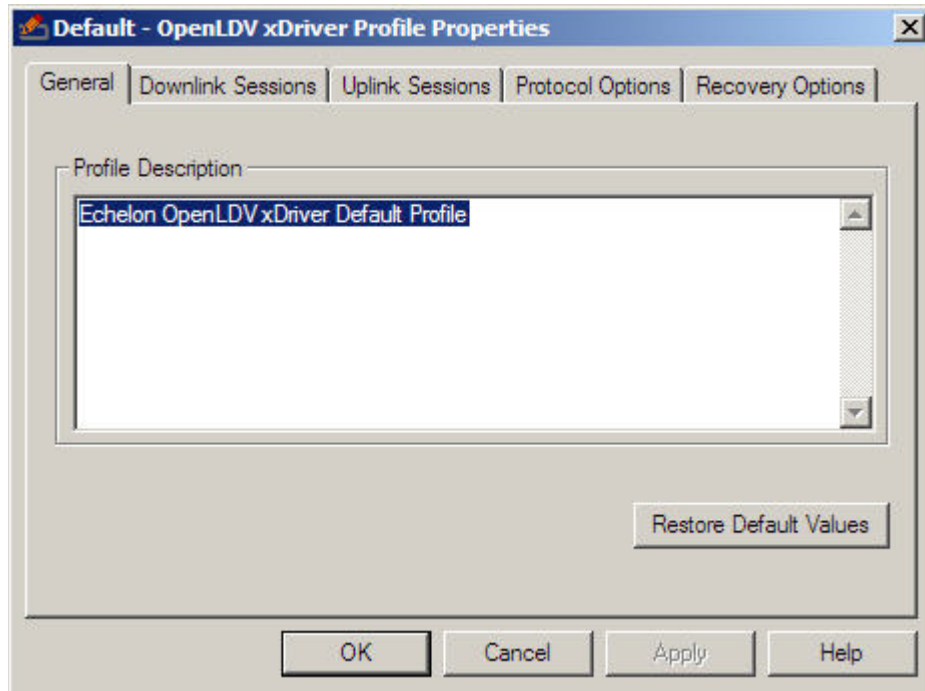 Default - OpenLDV xDriver Profile Properties
General Downlink Sessions Uplink Sessions Protocol Options Recovery Options
Profile Description
Echelon OpenLDV xDriver Default Profile
Restore Default Values
OK Cancel Apply Help